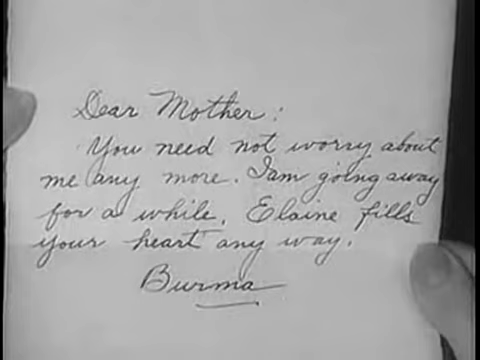 Dear Mother:
You need not worry about
me any more. I am going away
for a while. Elaine fills
your heart any way.
Burma